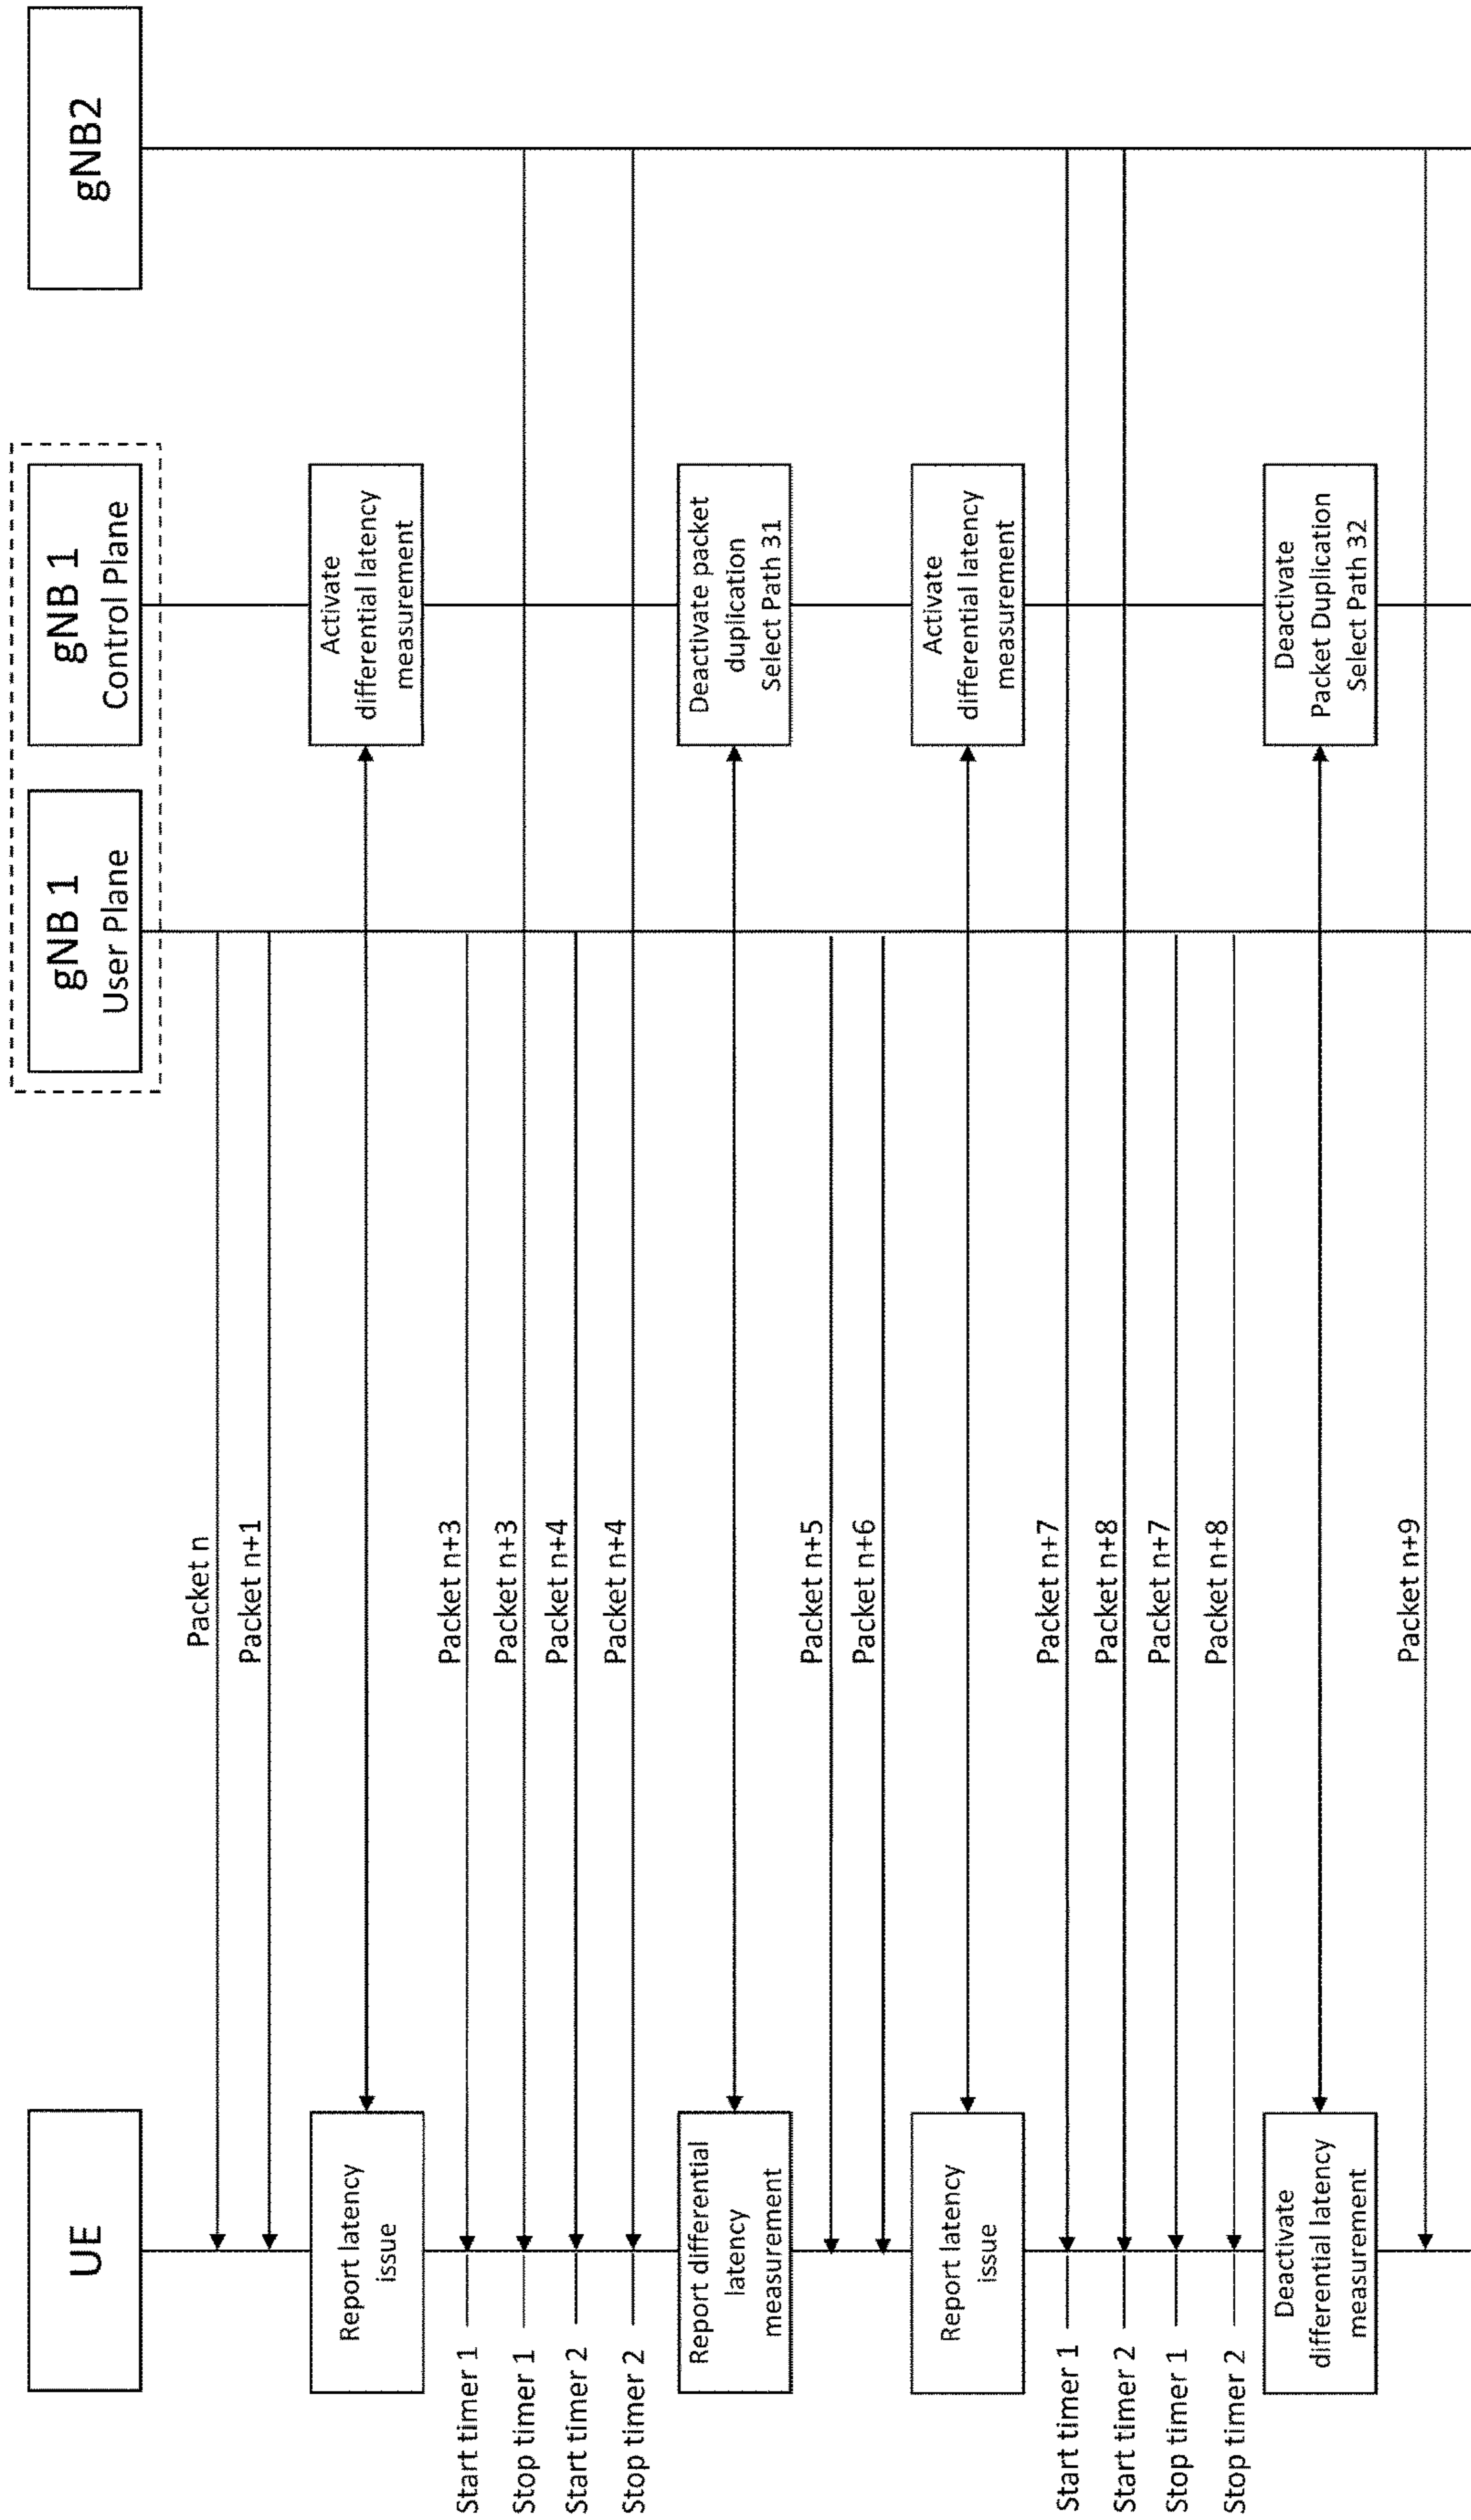 UE
gNB 1
User Plane
gNB 1
Control Plane
gNB2
Packet n
Packet n+1
Report latency
issue
Activate
differential latency
measurement
Start timer 1
Packet n+3
Stop timer 1
Packet n+3
Start timer 2
Packet n+4
Stop timer 2
Packet n+4
Report differential
latency
measurement
Deactivate packet
duplication
Select Path 31
Packet n+5
Packet n+6
Report latency
issue
Activate
differential latency
measurement
Start timer 1
Packet n+7
Start timer 2
Packet n+8
Stop timer 1
Packet n+7
Stop timer 2
Packet n+8
Deactivate
differential latency
measurement
Deactivate
Packet Duplication
Select Path 32
Packet n+9